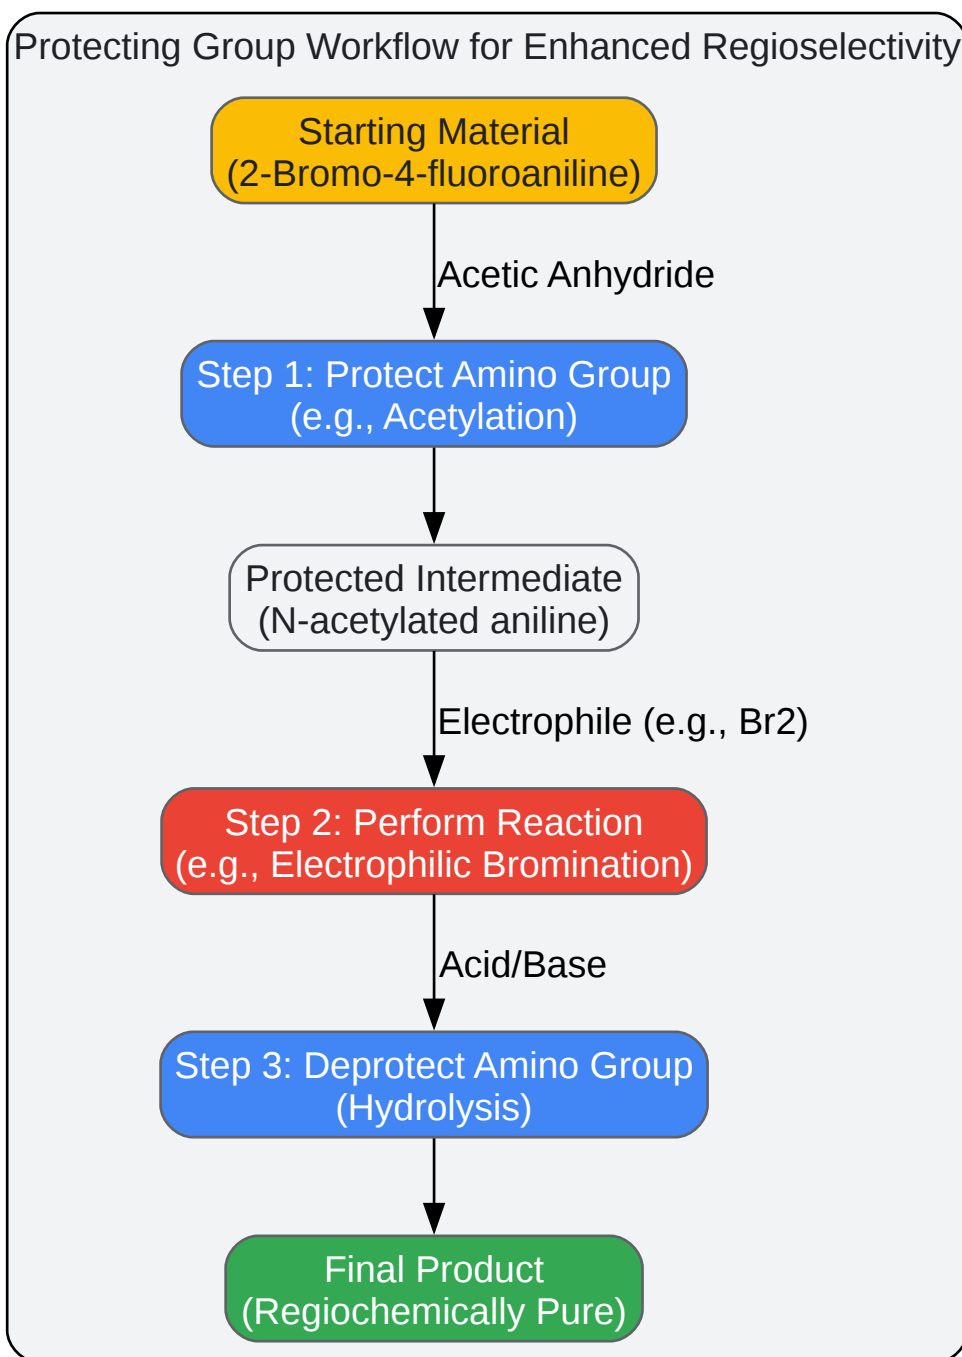 Protecting Group Workflow for Enhanced Regioselectivity
Starting Material
(2-Bromo-4-fluoroaniline)
Acetic Anhydride
Step 1: Protect Amino Group
(e.g., Acetylation)
Protected Intermediate
(N-acetylated aniline)
Electrophile (e.g., Br2)
Step 2: Perform Reaction
(e.g., Electrophilic Bromination)
Acid/Base
Step 3: Deprotect Amino Group
(Hydrolysis)
Final Product
(Regiochemically Pure)